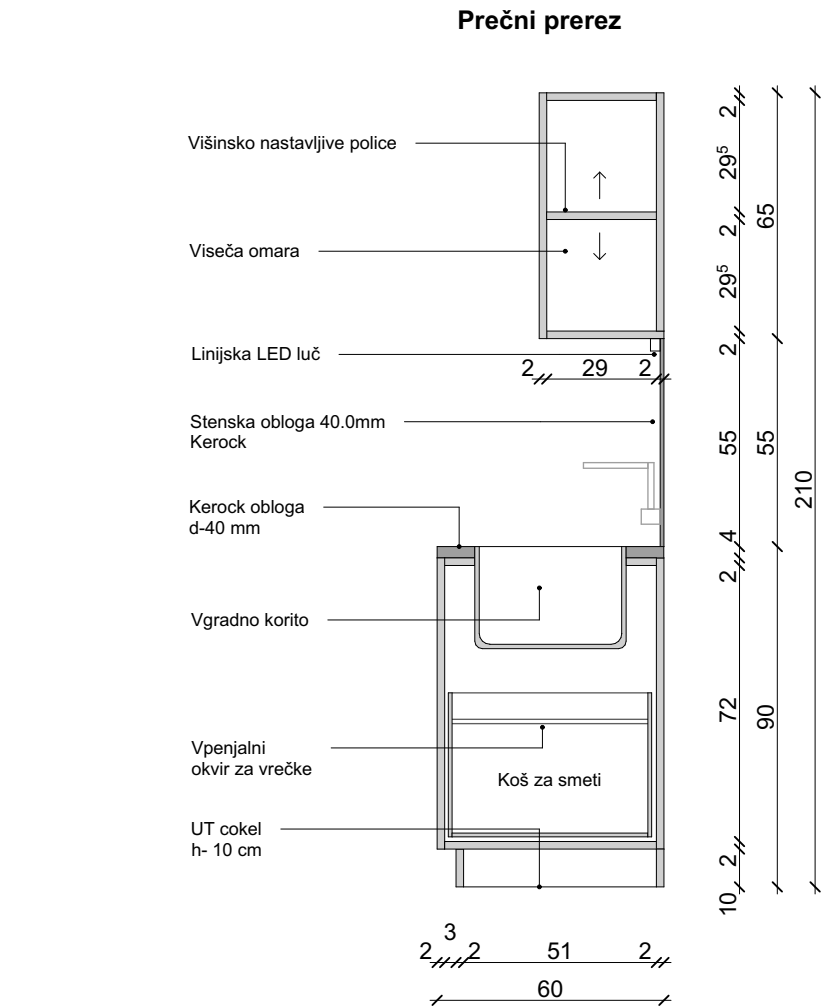 Prečni prerez
Višinsko nastavljive police
Viseča omara
Linijska LED luč
Stenska obloga 40.0mm
Kerock
Kerock obloga
d-40 mm
Vgradno korito
Vpenjalni
okvir za vrečke
Koš za smeti
UT cokel
h- 10 cm
2 29 2
2
29⁵
2
29⁵
2
55
4
2
72
2
10
65
55
90
210
3
2 2 51 2
60